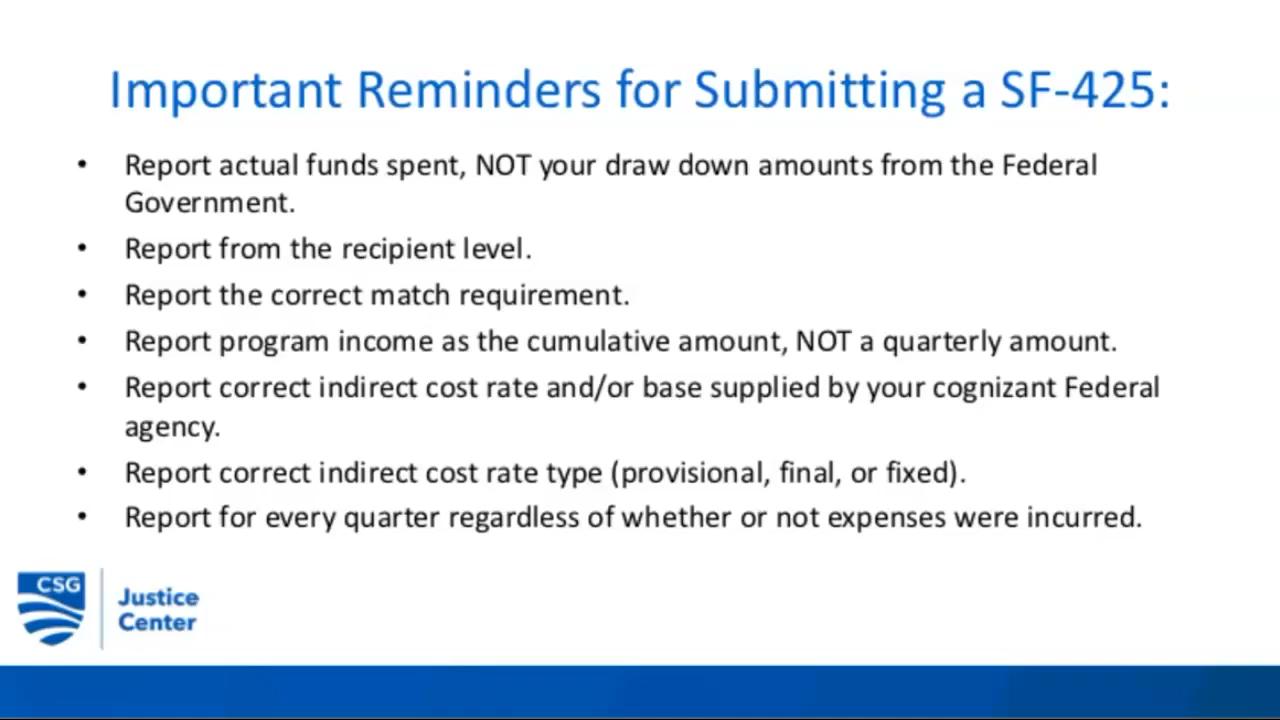 Important Reminders for Submitting a SF-425:
• Report actual funds spent, NOT your draw down amounts from the Federal
Government.
• Report from the recipient level.
• Report the correct match requirement.
• Report program income as the cumulative amount, NOT a quarterly amount.
• Report correct indirect cost rate and/or base supplied by your cognizant Federal
agency.
• Report correct indirect cost rate type (provisional, final, or fixed).
• Report for every quarter regardless of whether or not expenses were incurred.
CSG
Justice
Center